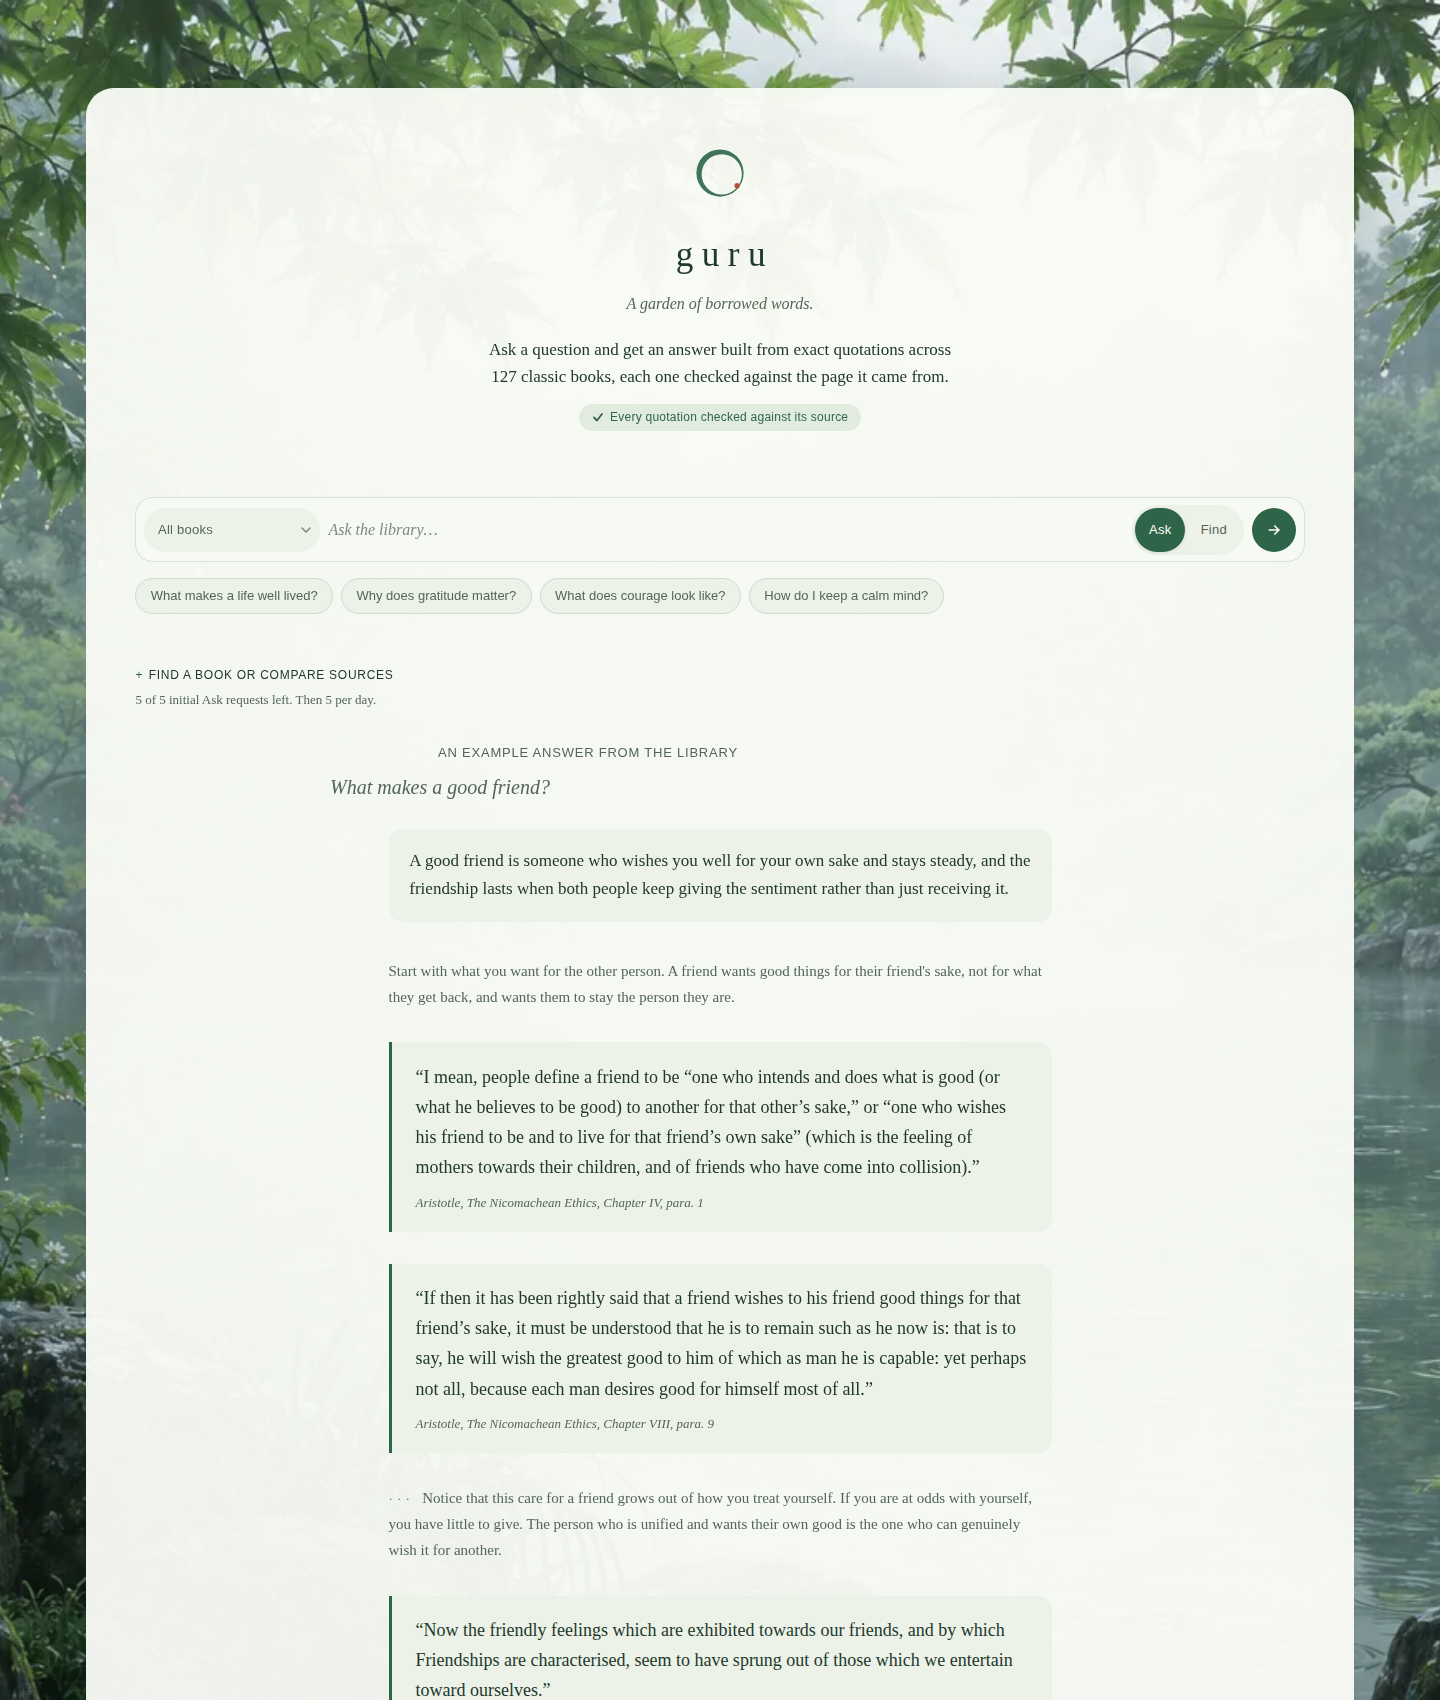 guru
A garden of borrowed words.
Ask a question and get an answer built from exact quotations across
127 classic books, each one checked against the page it came from.
Every quotation checked against its source
All books
Ask the library…
Ask
Find
What makes a life well lived?
Why does gratitude matter?
What does courage look like?
How do I keep a calm mind?
+ FIND A BOOK OR COMPARE SOURCES
5 of 5 initial Ask requests left. Then 5 per day.
AN EXAMPLE ANSWER FROM THE LIBRARY
What makes a good friend?
A good friend is someone who wishes you well for your own sake and stays steady, and the
friendship lasts when both people keep giving the sentiment rather than just receiving it.
Start with what you want for the other person. A friend wants good things for their friend's sake, not for what
they get back, and wants them to stay the person they are.
“I mean, people define a friend to be “one who intends and does what is good (or
what he believes to be good) to another for that other’s sake,” or “one who wishes
his friend to be and to live for that friend’s own sake” (which is the feeling of
mothers towards their children, and of friends who have come into collision).”
Aristotle, The Nicomachean Ethics, Chapter IV, para. 1
“If then it has been rightly said that a friend wishes to his friend good things for that
friend’s sake, it must be understood that he is to remain such as he now is: that is to
say, he will wish the greatest good to him of which as man he is capable: yet perhaps
not all, because each man desires good for himself most of all.”
Aristotle, The Nicomachean Ethics, Chapter VIII, para. 9
· · · Notice that this care for a friend grows out of how you treat yourself. If you are at odds with yourself,
you have little to give. The person who is unified and wants their own good is the one who can genuinely
wish it for another.
“Now the friendly feelings which are exhibited towards our friends, and by which
Friendships are characterised, seem to have sprung out of those which we entertain
toward ourselves.”